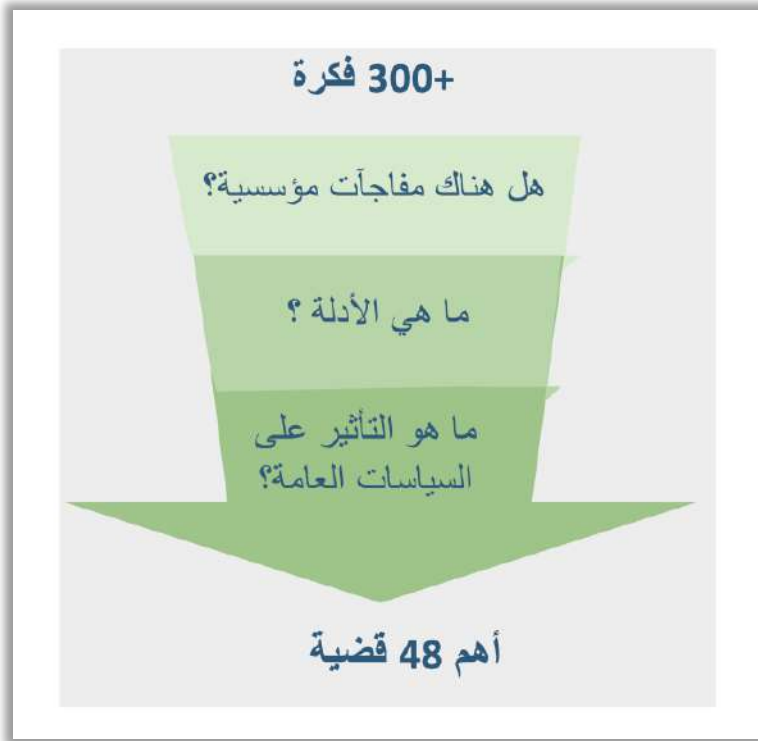 +300 فكرة
هل هناك مفاجآت مؤسسية؟
ما هي الأدلة ؟
ما هو التأثير على
السياسات العامة؟
أهم 48 قضية